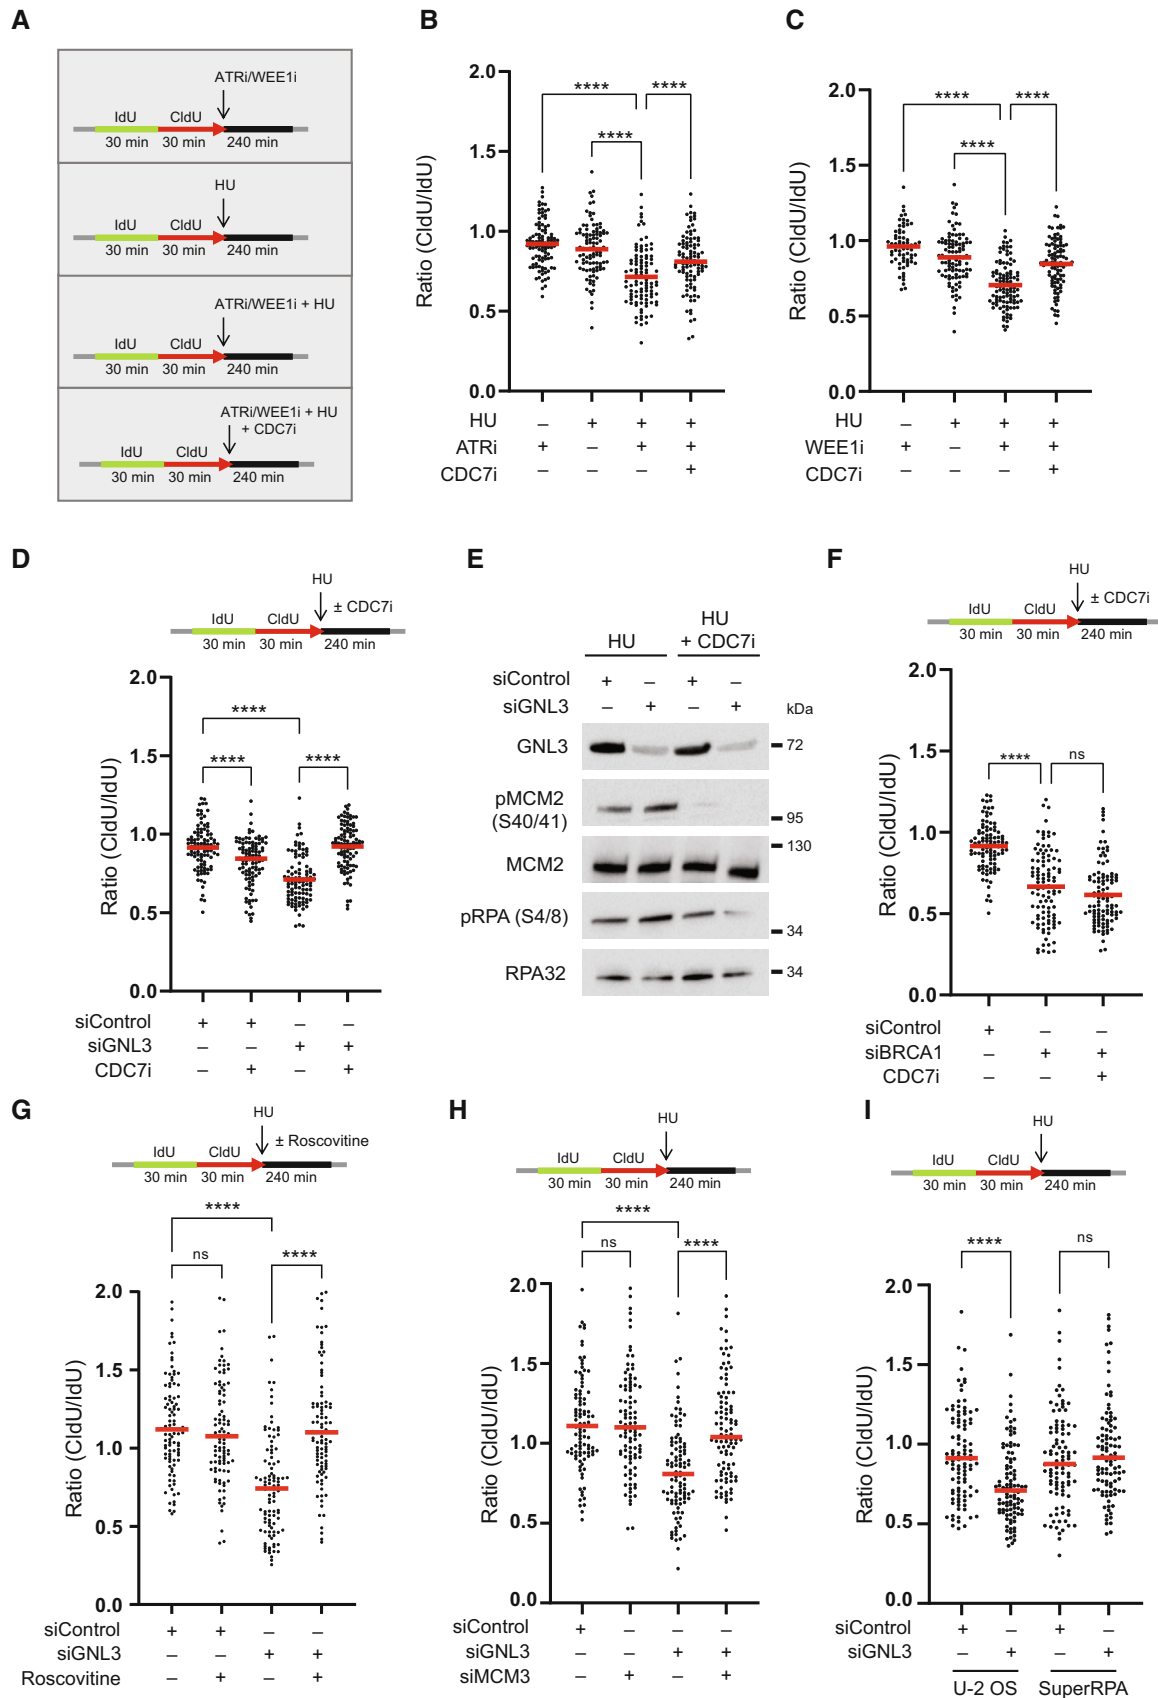 A
ATRi/WEE1i
IdU CldU
30 min 30 min 240 min
HU
IdU CldU
30 min 30 min 240 min
ATRi/WEE1i + HU
IdU CldU
30 min 30 min 240 min
ATRi/WEE1i + HU
+ CDC7i
IdU CldU
30 min 30 min 240 min
B
Ratio (CldU/IdU)
2.0
1.5
1.0
0.5
0.0
**** ****
****
HU – + + +
ATRi + – + +
CDC7i – – – +
C
Ratio (CldU/IdU)
2.0
1.5
1.0
0.5
0.0
**** ****
****
HU – + + +
WEE1i + – + +
CDC7i – – – +
D
HU
± CDC7i
IdU CldU
30 min 30 min 240 min
Ratio (CldU/IdU)
2.0
1.5
1.0
0.5
0.0
****
**** ****
siControl + + – –
siGNL3 – – + +
CDC7i – + – +
E
HU HU
+ CDC7i
siControl + – + –
siGNL3 – + – +
kDa
GNL3 72
pMCM2
(S40/41) 95
130
MCM2
pRPA (S4/8) 34
RPA32 34
F
HU
± CDC7i
IdU CldU
30 min 30 min 240 min
Ratio (CldU/IdU)
2.0
1.5
1.0
0.5
0.0
**** ns
siControl + – –
siBRCA1 – + +
CDC7i – – +
G
HU
± Roscovitine
IdU CldU
30 min 30 min 240 min
Ratio (CldU/IdU)
2.0
1.5
1.0
0.5
0.0
****
ns ****
siControl + + – –
siGNL3 – – + +
Roscovitine – + – +
H
HU
IdU CldU
30 min 30 min 240 min
Ratio (CldU/IdU)
2.0
1.5
1.0
0.5
0.0
****
ns ****
siControl + – – –
siGNL3 – – + +
siMCM3 – + – +
I
HU
IdU CldU
30 min 30 min 240 min
Ratio (CldU/IdU)
2.0
1.5
1.0
0.5
0.0
**** ns
siControl + – + –
siGNL3 – + – +
U-2 OS SuperRPA